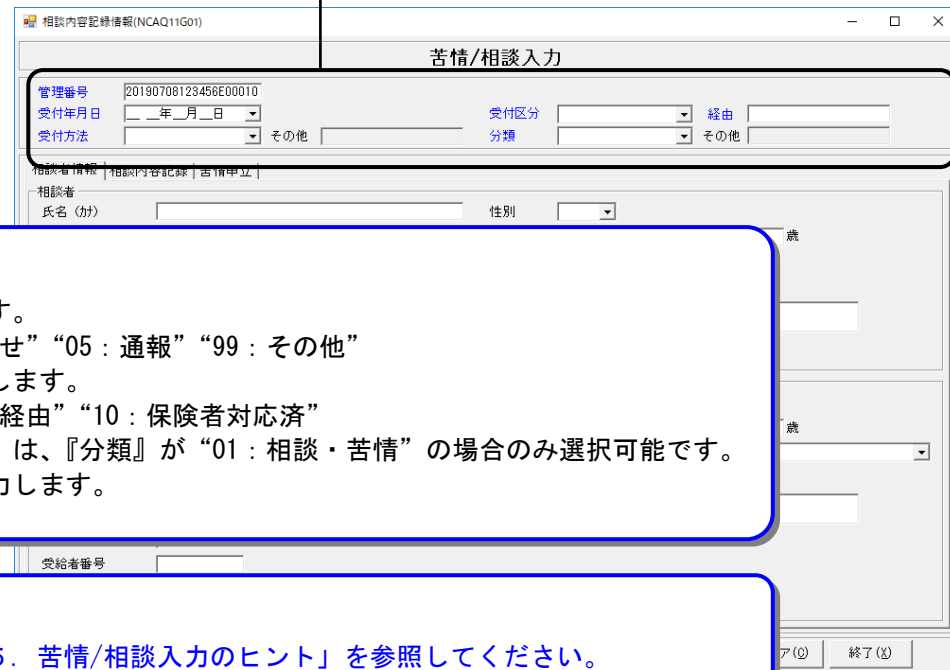 相談内容記録情報(NCAQ11G01)
苦情/相談入力
管理番号 20190708123456E00010
受付年月日 __年__月__日 受付区分 経由
受付方法 その他 分類 その他
相談者情報 相談内容記録 苦情申立
相談者
氏名（ｶﾅ） 性別
歳
す。
せ”“05：通報”“99：その他”
します。
経由”“10：保険者対応済”
は、『分類』が“01：相談・苦情”の場合のみ選択可能です。
力します。
歳
受給者番号
5. 苦情/相談入力のヒント」を参照してください。
ア(C) 終了(X)